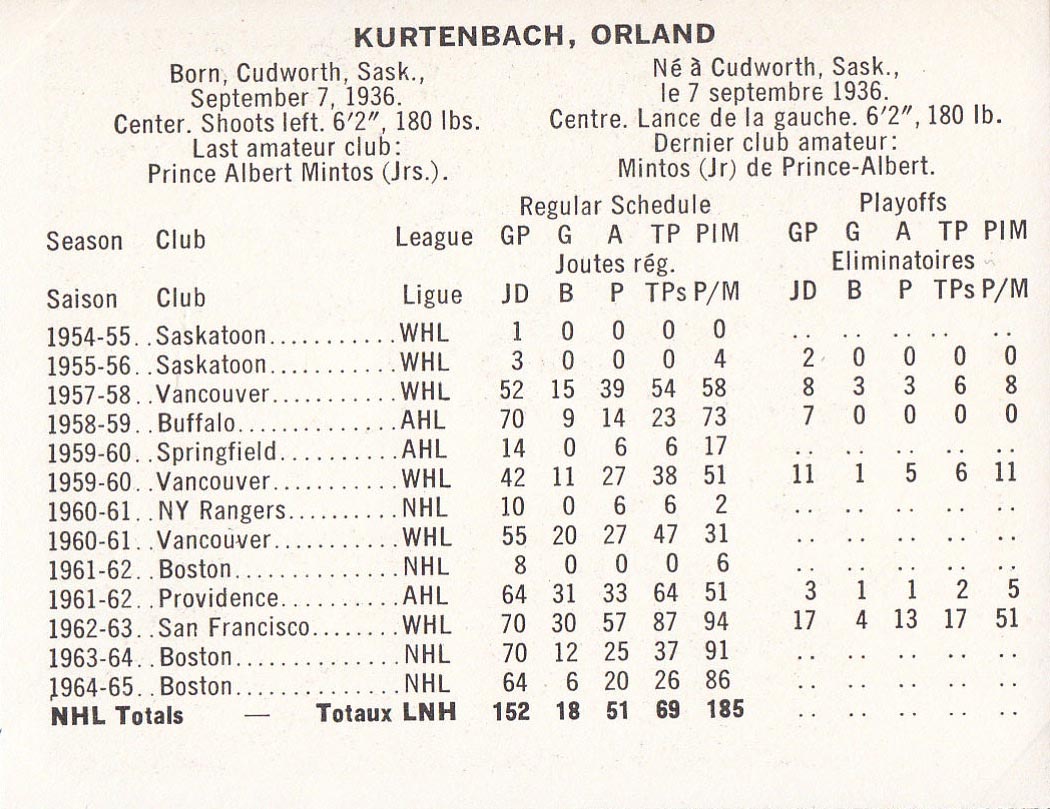 KURTENBACH, ORLAND
Born, Cudworth, Sask.,
September 7, 1936.
Center. Shoots left. 6'2", 180 lbs.
Last amateur club:
Prince Albert Mintos (Jrs.).
Né à Cudworth, Sask.,
le 7 septembre 1936.
Centre. Lance de la gauche. 6'2", 180 lb.
Dernier club amateur:
Mintos (Jr) de Prince-Albert.
Regular Schedule Playoffs
Season Club League GP G A TP PIM GP G A TP PIM
Joutes rég. Eliminatoires
Saison Club Ligue JD B P TPs P/M JD B P TPs P/M
1954-55. .Saskatoon...........WHL 1 0 0 0 0 .. .. .. .. ..
1955-56. .Saskatoon...........WHL 3 0 0 0 4 2 0 0 0 0
1957-58. .Vancouver...........WHL 52 15 39 54 58 8 3 3 6 8
1958-59. .Buffalo..............AHL 70 9 14 23 73 7 0 0 0 0
1959-60. .Springfield..........AHL 14 0 6 6 17 .. .. .. .. ..
1959-60. .Vancouver...........WHL 42 11 27 38 51 11 1 5 6 11
1960-61. .NY Rangers..........NHL 10 0 6 6 2 .. .. .. .. ..
1960-61. .Vancouver...........WHL 55 20 27 47 31 .. .. .. .. ..
1961-62. .Boston..............NHL 8 0 0 0 6 .. .. .. .. ..
1961-62. .Providence..........AHL 64 31 33 64 51 3 1 1 2 5
1962-63. .San Francisco........WHL 70 30 57 87 94 17 4 13 17 51
1963-64. .Boston..............NHL 70 12 25 37 91 .. .. .. .. ..
1964-65. .Boston..............NHL 64 6 20 26 86 .. .. .. .. ..
NHL Totals — Totaux LNH 152 18 51 69 185 .. .. .. .. ..